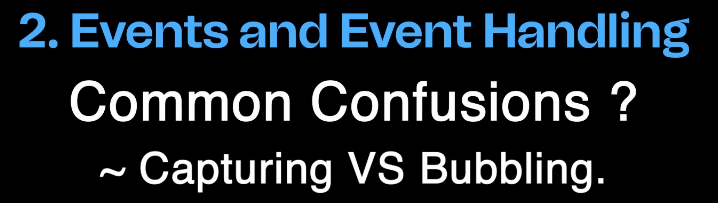 2. Events and Event Handling
Common Confusions ?
~ Capturing VS Bubbling.